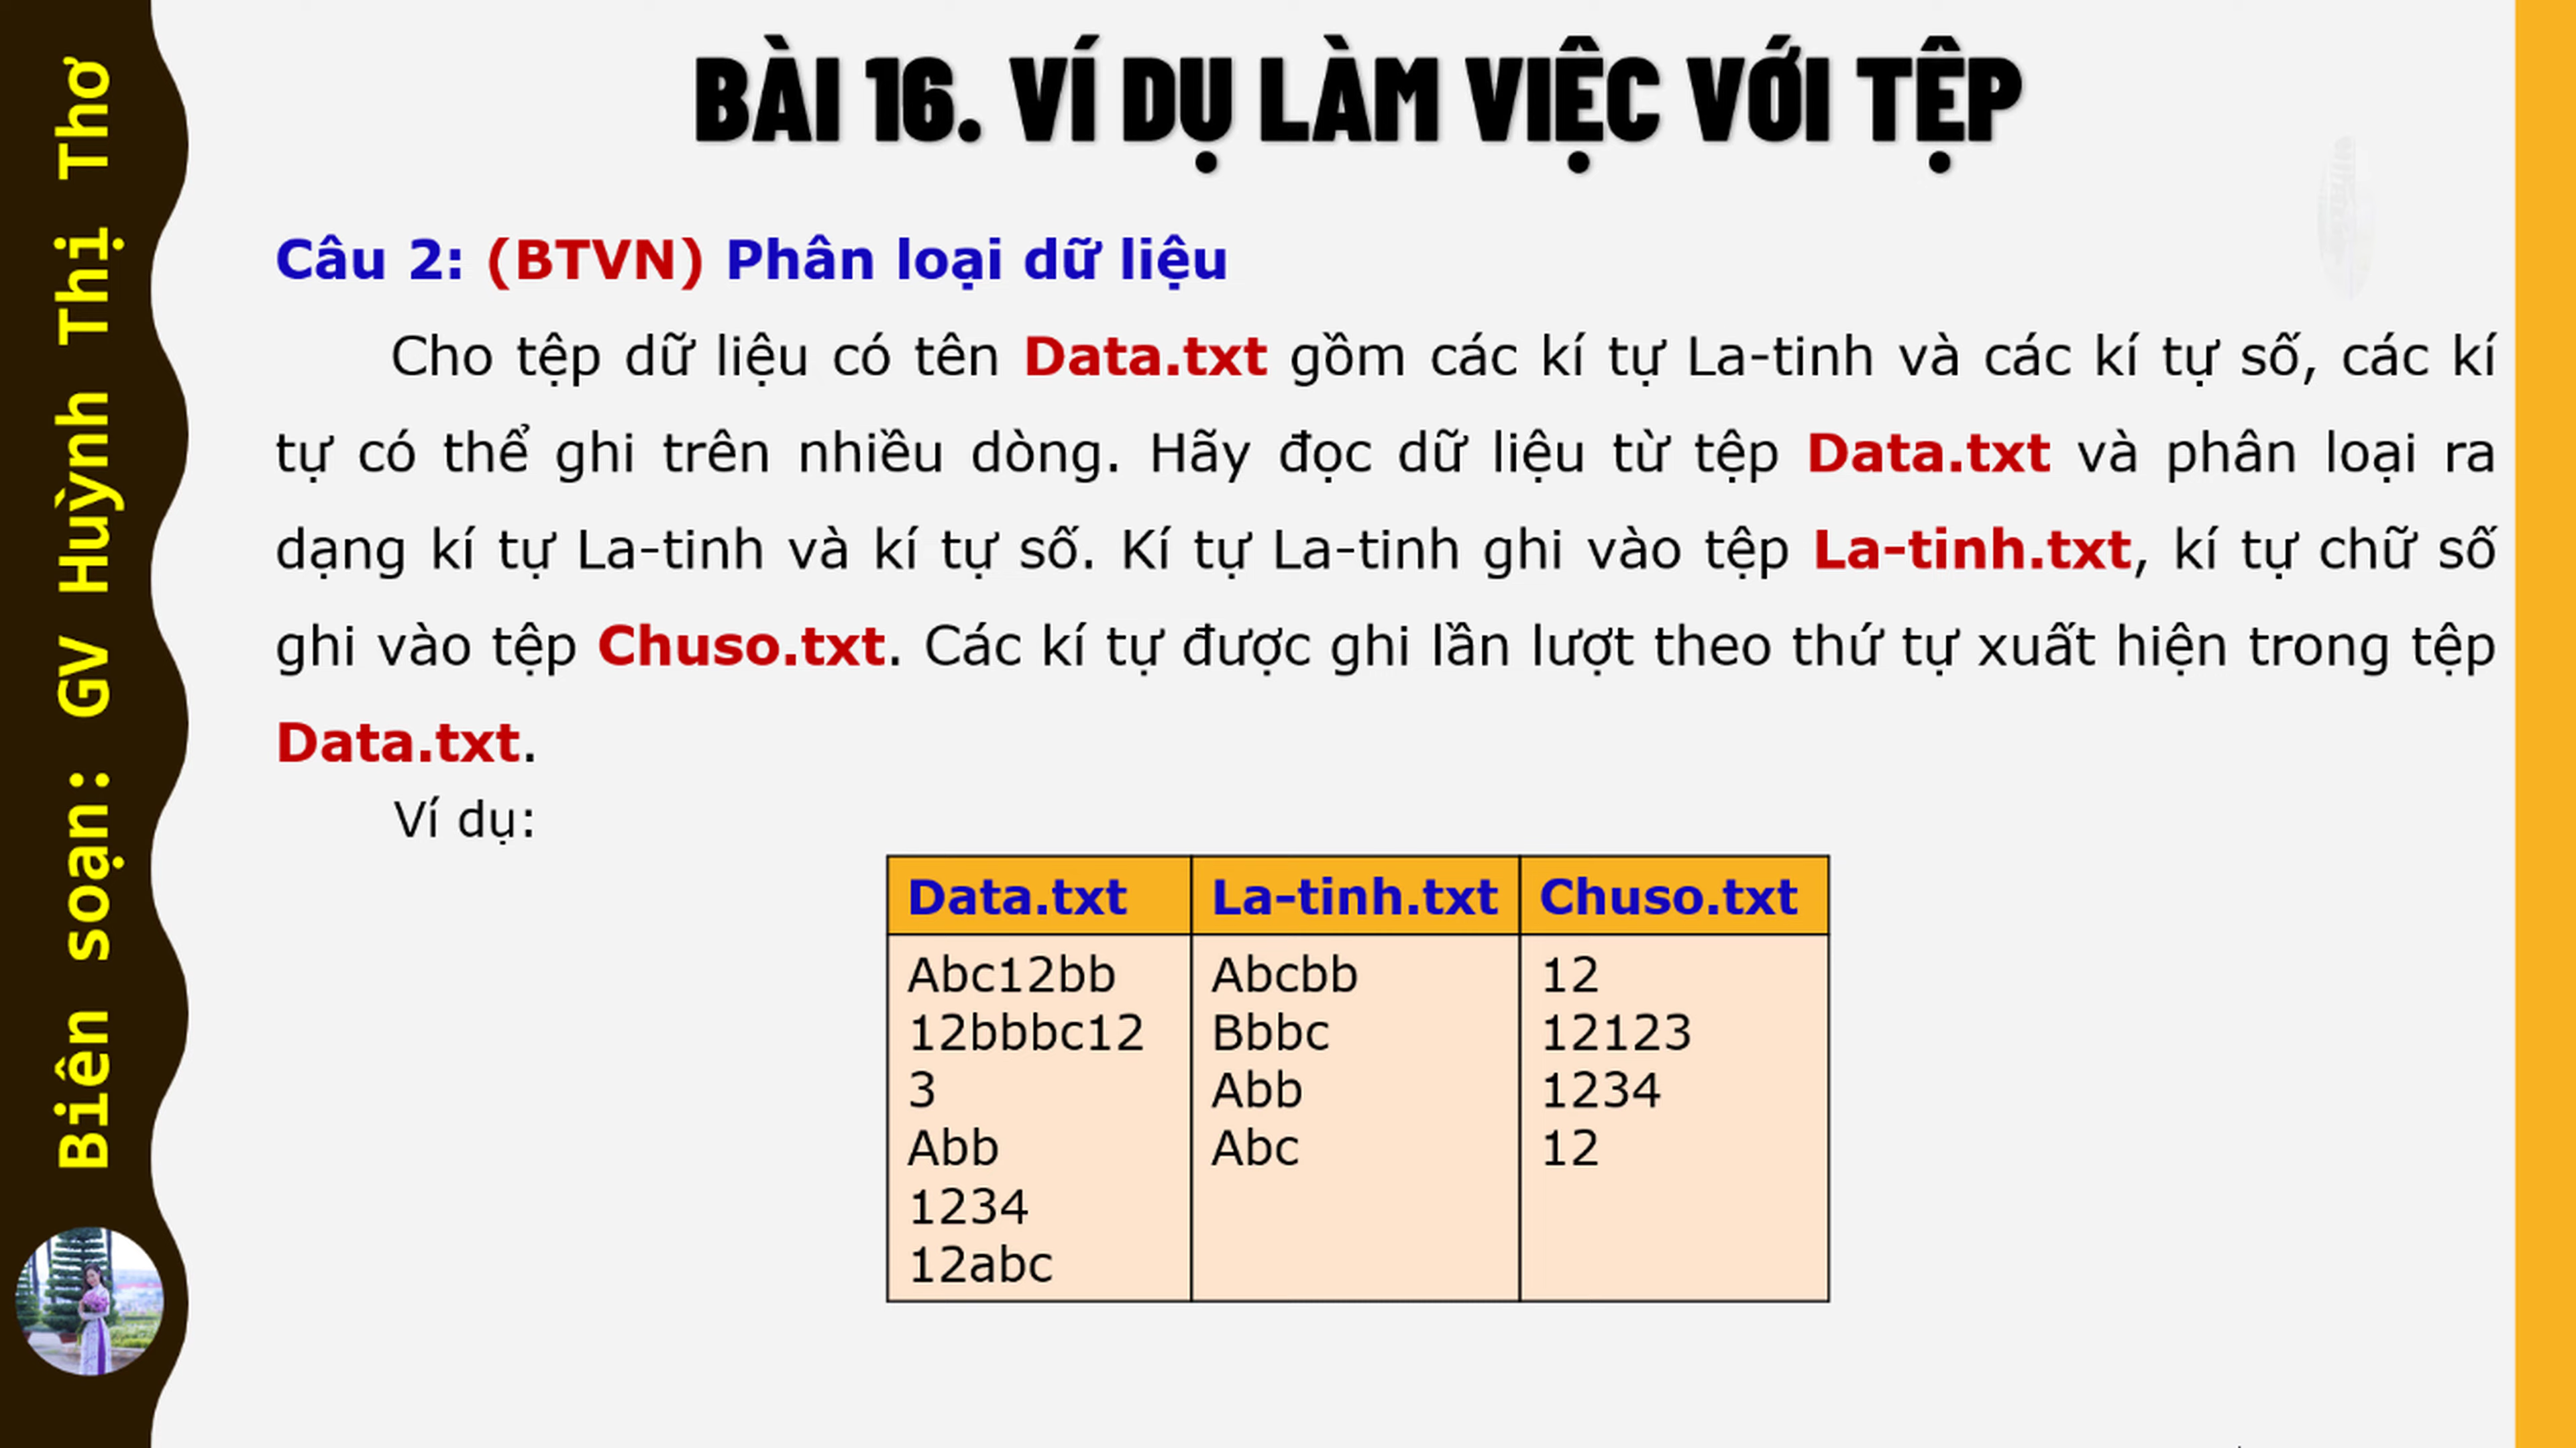 BÀI 16. VÍ DỤ LÀM VIỆC VỚI TỆP
Câu 2: (BTVN) Phân loại dữ liệu
Cho tệp dữ liệu có tên Data.txt gồm các kí tự La-tinh và các kí tự số, các kí
tự có thể ghi trên nhiều dòng. Hãy đọc dữ liệu từ tệp Data.txt và phân loại ra
dạng kí tự La-tinh và kí tự số. Kí tự La-tinh ghi vào tệp La-tinh.txt, kí tự chữ số
ghi vào tệp Chuso.txt. Các kí tự được ghi lần lượt theo thứ tự xuất hiện trong tệp
Data.txt.
Ví dụ:
Data.txt La-tinh.txt Chuso.txt
Abc12bb Abcbb 12
12bbbc12 Bbbc 12123
3 Abb 1234
Abb Abc 12
1234
12abc
Biên soạn: GV Huỳnh Thị Thơ